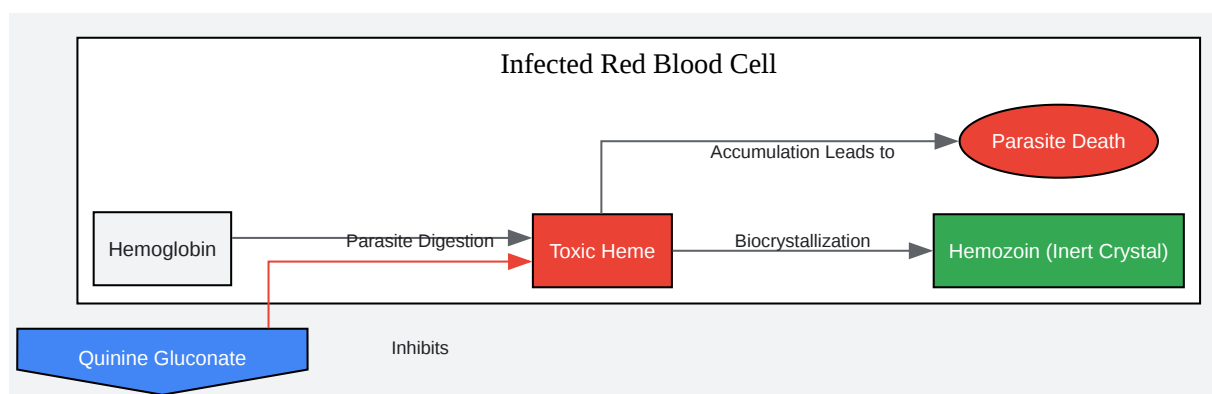 Infected Red Blood Cell
Parasite Death
Accumulation Leads to
Hemoglobin
Parasite Digestion
Toxic Heme
Biocrystallization
Hemozoin (Inert Crystal)
Quinine Gluconate
Inhibits